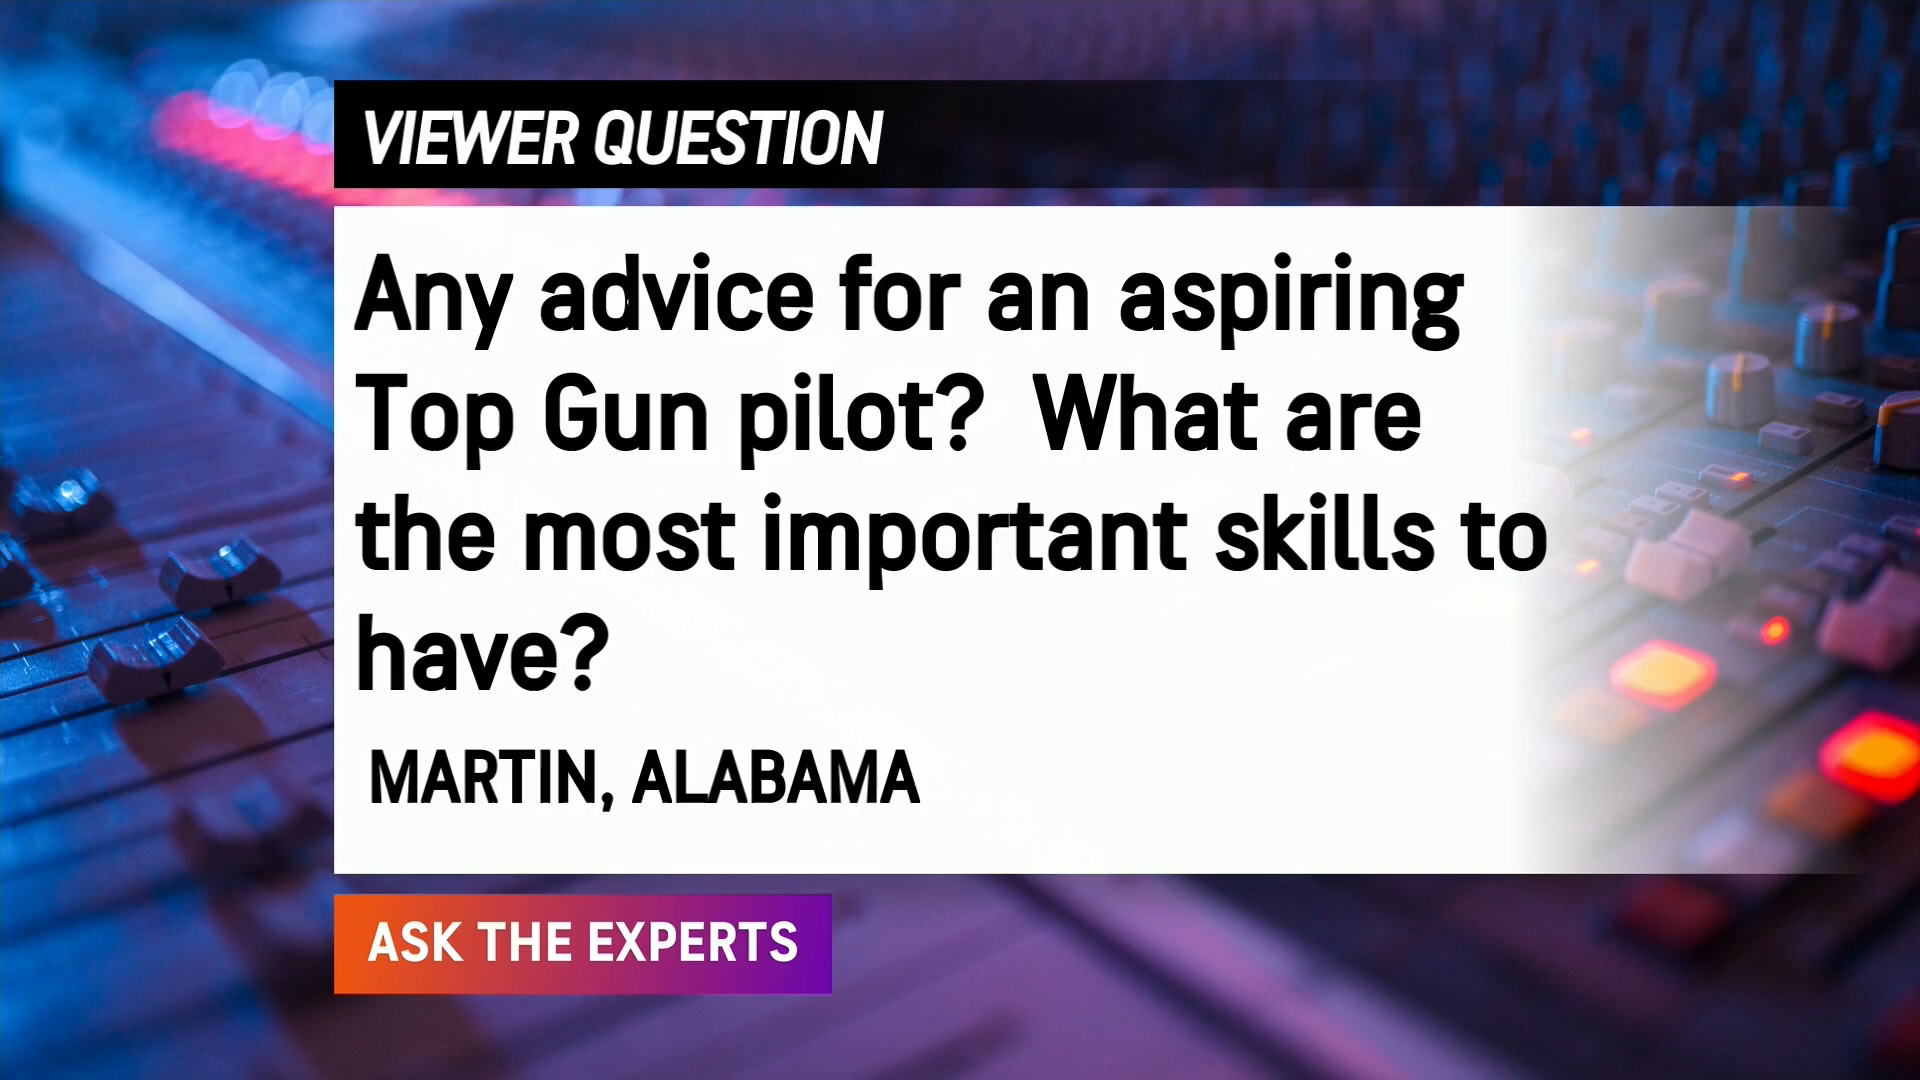 VIEWER QUESTION
Any advice for an aspiring
Top Gun pilot?  What are
the most important skills to
have?
MARTIN, ALABAMA
ASK THE EXPERTS